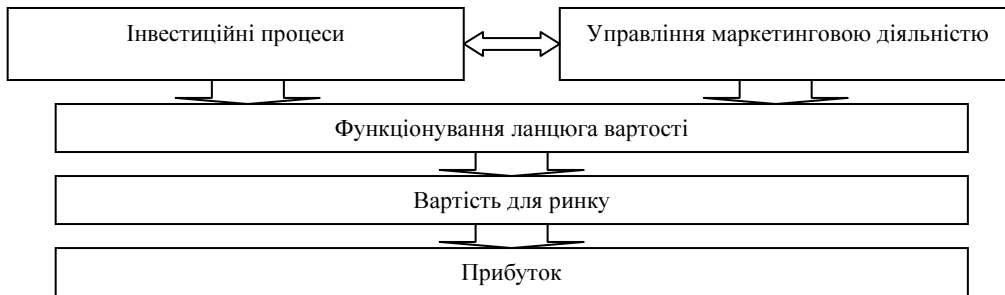 Інвестиційні процеси
Управління маркетинговою діяльністю
Функціонування ланцюга вартості
Вартість для ринку
Прибуток